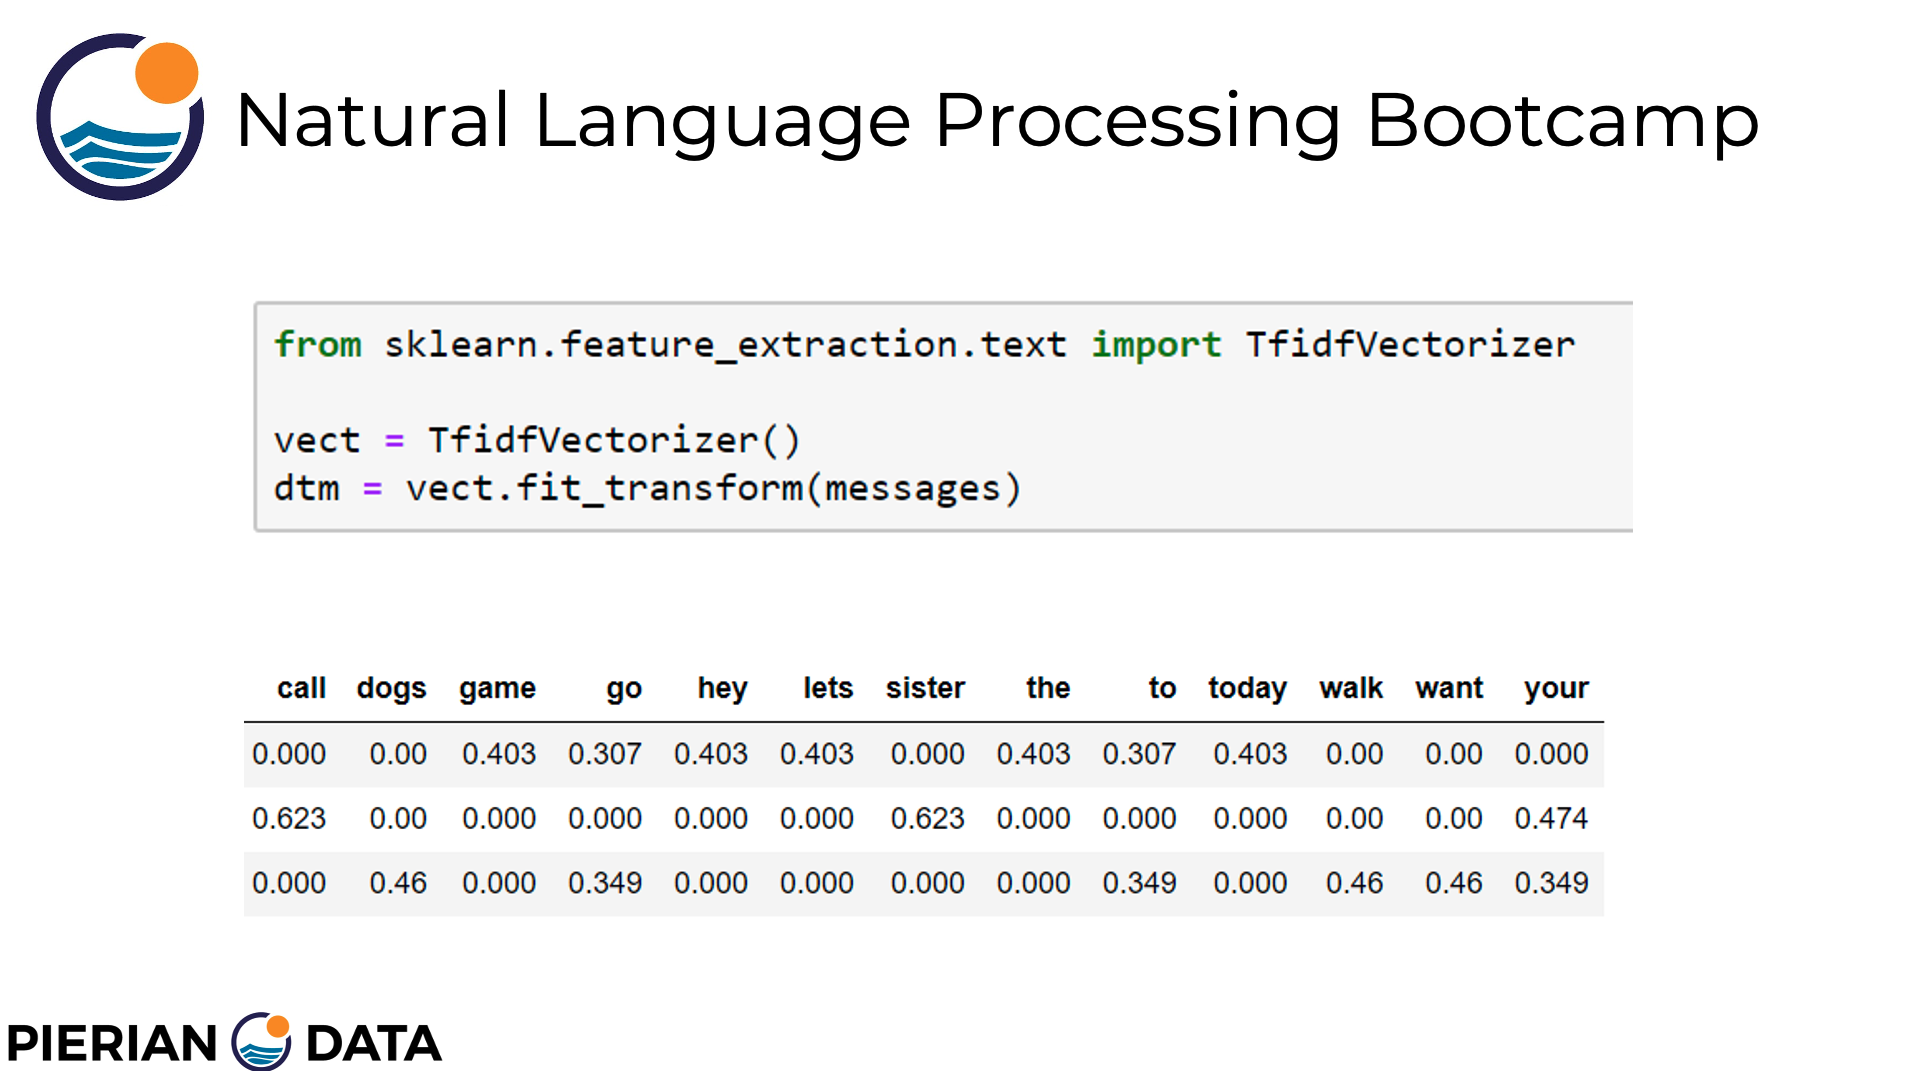 Natural Language Processing Bootcamp
from sklearn.feature_extraction.text import TfidfVectorizer
vect = TfidfVectorizer()
dtm = vect.fit_transform(messages)
call dogs game go hey lets sister the to today walk want your
0.000 0.00 0.403 0.307 0.403 0.403 0.000 0.403 0.307 0.403 0.00 0.00 0.000
0.623 0.00 0.000 0.000 0.000 0.000 0.623 0.000 0.000 0.000 0.00 0.00 0.474
0.000 0.46 0.000 0.349 0.000 0.000 0.000 0.000 0.349 0.000 0.46 0.46 0.349
PIERIAN DATA